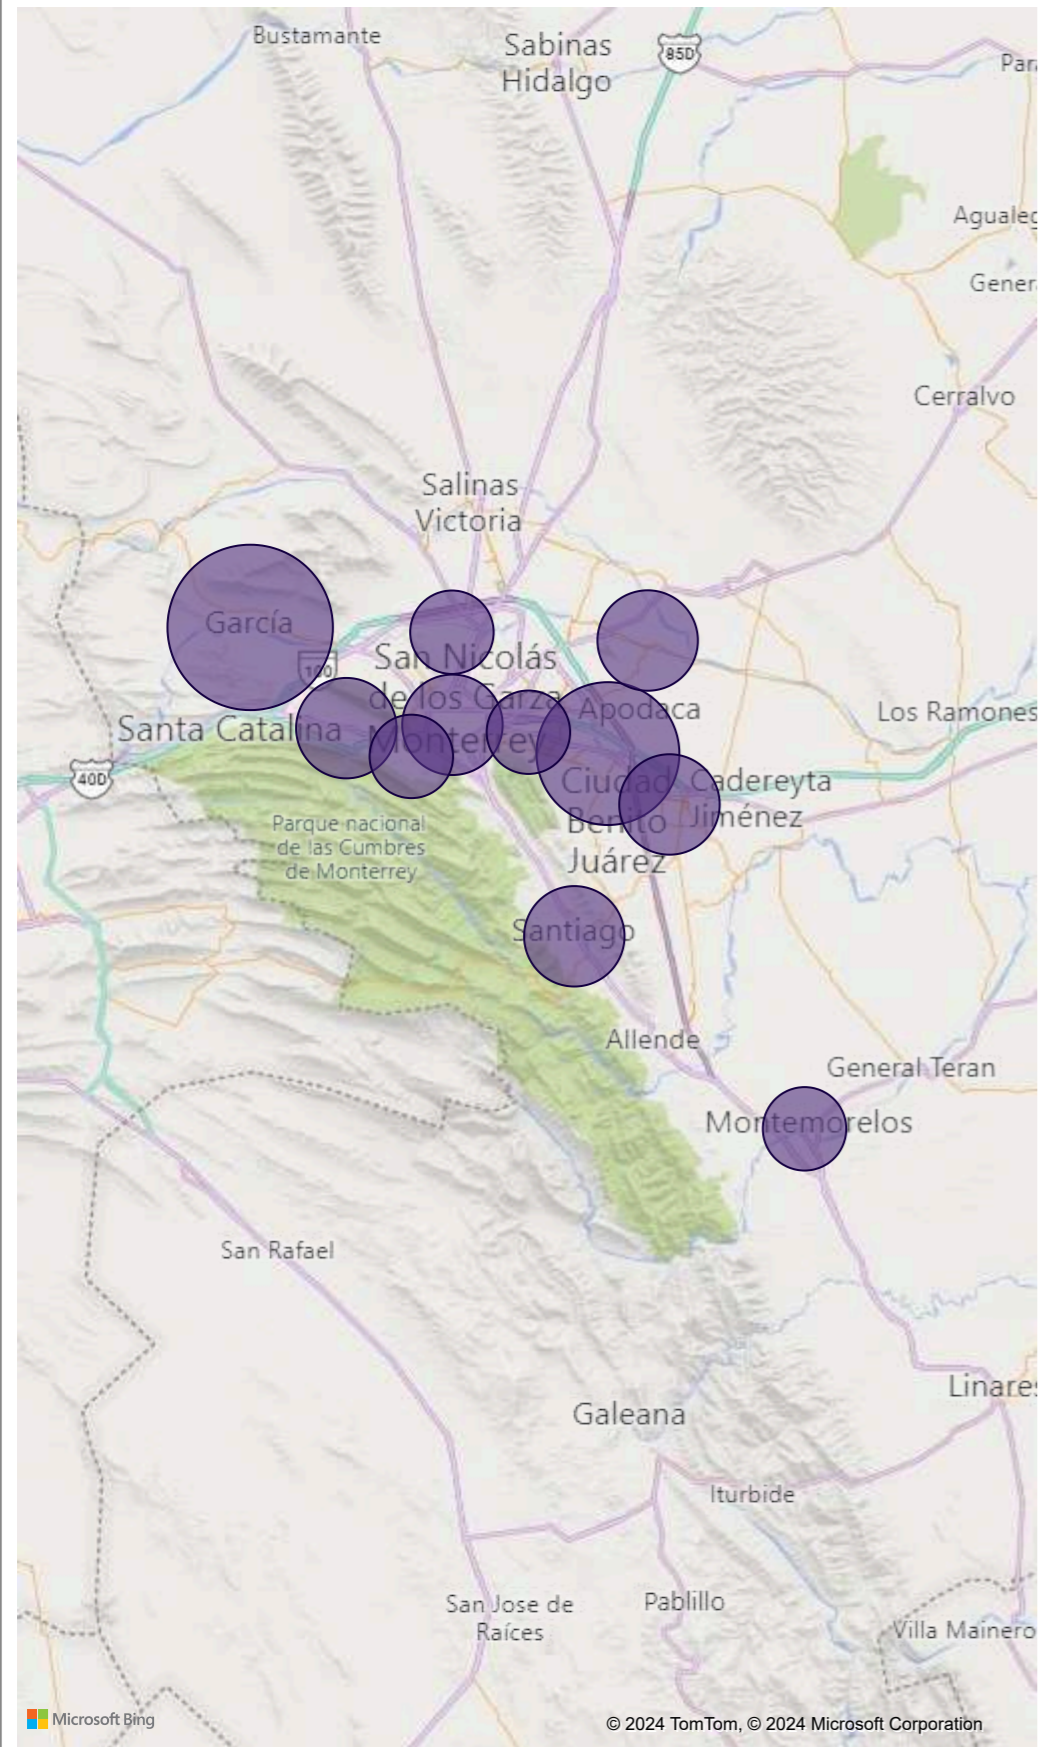 Bustamante
Sabinas
Hidalgo
85D
Par
Agualeg
Gener
Cerralvo
Salinas
Victoria
García
100
San Nicolás
de los Garza
Santa Catalina
Monterrey
Apodaca
Los Ramones
40D
Ciudad
Benito
Juárez
Cadereyta
Jiménez
Parque nacional
de las Cumbres
de Monterrey
Santiago
Allende
General Teran
Montemorelos
San Rafael
Linares
Galeana
Iturbide
San Jose de
Raíces
Pablillo
Villa Mainero
Microsoft Bing
© 2024 TomTom, © 2024 Microsoft Corporation